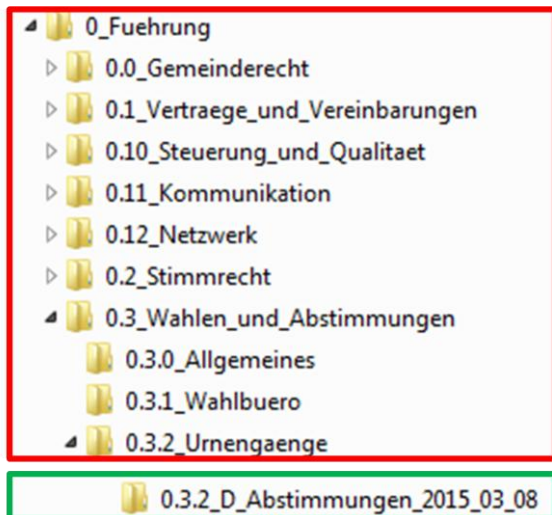 0_Fuehrung
0.0_Gemeinderecht
0.1_Vertraege_und_Vereinbarungen
0.10_Steuerung_und_Qualitaet
0.11_Kommunikation
0.12_Netzwerk
0.2_Stimmrecht
0.3_Wahlen_und_Abstimmungen
0.3.0_Allgemeines
0.3.1_Wahlbuero
0.3.2_Urnengaenge
0.3.2_D_Abstimmungen_2015_03_08